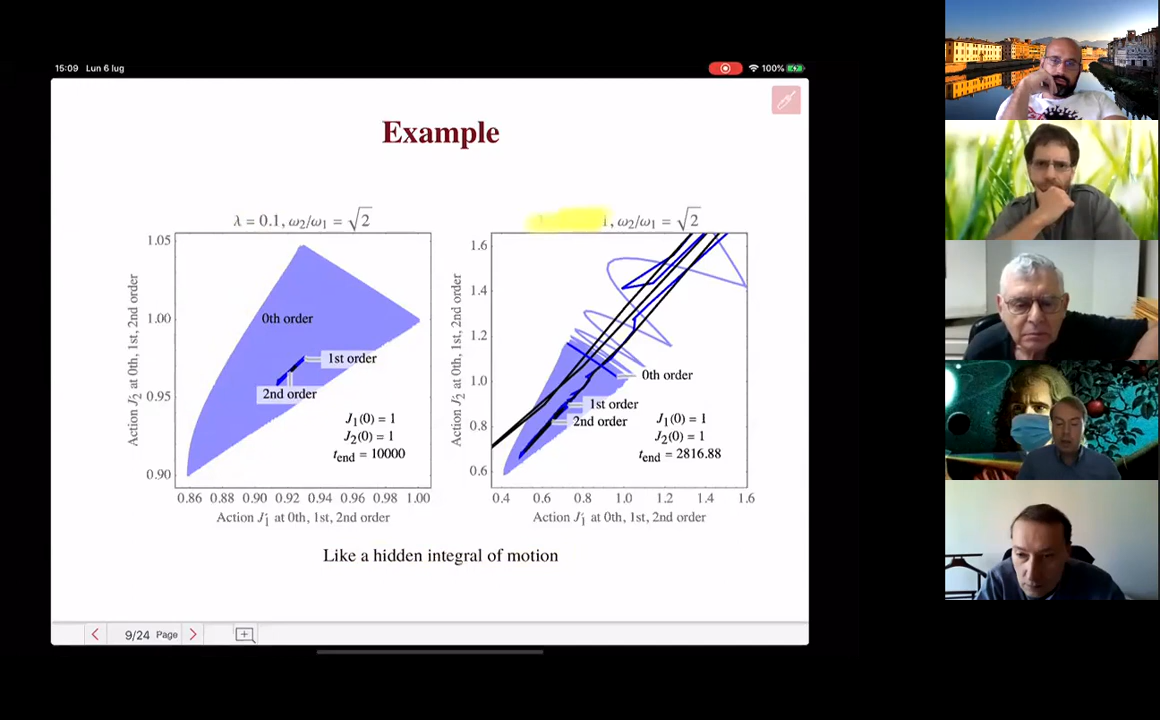 15:09 Lun 6 lug
100%
Example
λ = 0.1, ω₂/ω₁ = √2
1.05
1.00
0.95
0.90
Action J′₂ at 0th, 1st, 2nd order
0th order
1st order
2nd order
J₁(0) = 1
J₂(0) = 1
t_end = 10000
0.86 0.88 0.90 0.92 0.94 0.96 0.98 1.00
Action J′₁ at 0th, 1st, 2nd order
, ω₂/ω₁ = √2
1.6
1.4
1.2
1.0
0.8
0.6
Action J′₂ at 0th, 1st, 2nd order
0th order
1st order
2nd order
J₁(0) = 1
J₂(0) = 1
t_end = 2816.88
0.4 0.6 0.8 1.0 1.2 1.4 1.6
Action J′₁ at 0th, 1st, 2nd order
Like a hidden integral of motion
9/24 Page